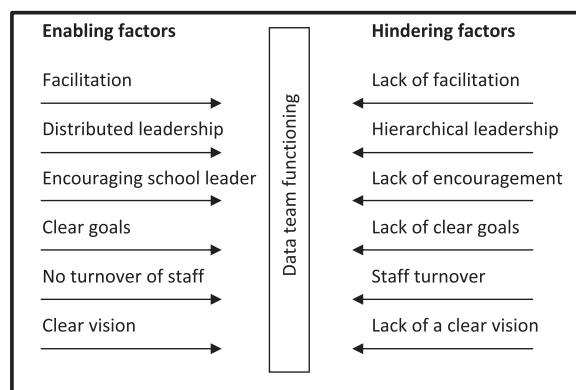 Enabling factors
Facilitation
Distributed leadership
Encouraging school leader
Clear goals
No turnover of staff
Clear vision
Data team functioning
Hindering factors
Lack of facilitation
Hierarchical leadership
Lack of encouragement
Lack of clear goals
Staff turnover
Lack of a clear vision